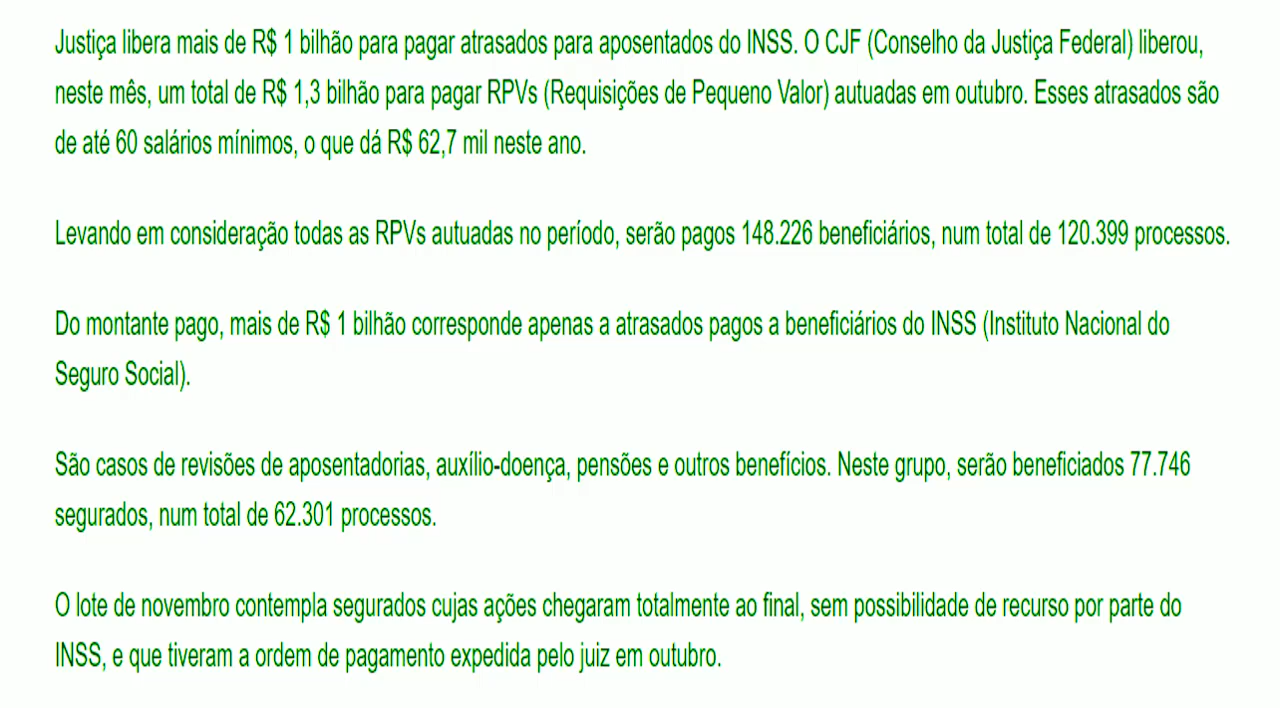 Justiça libera mais de R$ 1 bilhão para pagar atrasados para aposentados do INSS. O CJF (Conselho da Justiça Federal) liberou,
neste mês, um total de R$ 1,3 bilhão para pagar RPVs (Requisições de Pequeno Valor) autuadas em outubro. Esses atrasados são
de até 60 salários mínimos, o que dá R$ 62,7 mil neste ano.
Levando em consideração todas as RPVs autuadas no período, serão pagos 148.226 beneficiários, num total de 120.399 processos.
Do montante pago, mais de R$ 1 bilhão corresponde apenas a atrasados pagos a beneficiários do INSS (Instituto Nacional do
Seguro Social).
São casos de revisões de aposentadorias, auxílio-doença, pensões e outros benefícios. Neste grupo, serão beneficiados 77.746
segurados, num total de 62.301 processos.
O lote de novembro contempla segurados cujas ações chegaram totalmente ao final, sem possibilidade de recurso por parte do
INSS, e que tiveram a ordem de pagamento expedida pelo juiz em outubro.